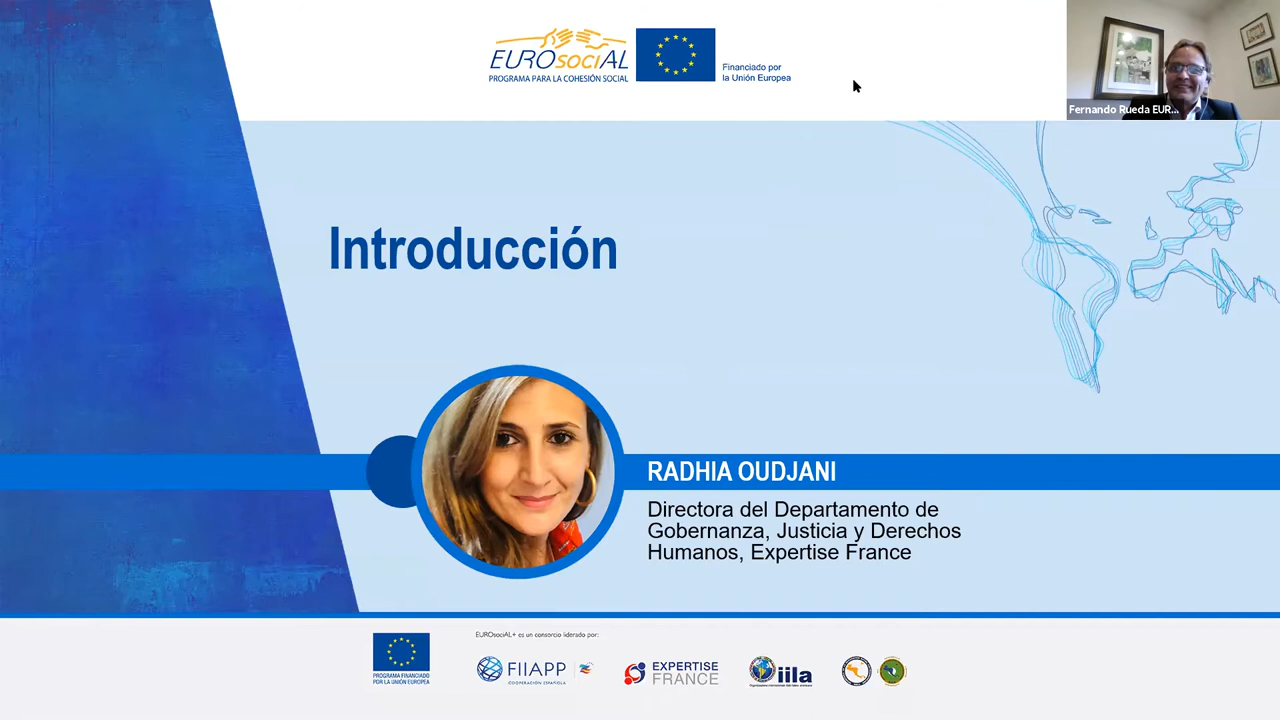 EUROsociAL
PROGRAMA PARA LA COHESIÓN SOCIAL
Financiado por
la Unión Europea
Fernando Rueda EUR...
Introducción
RADHIA OUDJANI
Directora del Departamento de
Gobernanza, Justicia y Derechos
Humanos, Expertise France
EUROsociAL+ es un consorcio liderado por:
PROGRAMA FINANCIADO
POR LA UNIÓN EUROPEA
FIIAPP
COOPERACIÓN ESPAÑOLA
EXPERTISE
FRANCE
iila